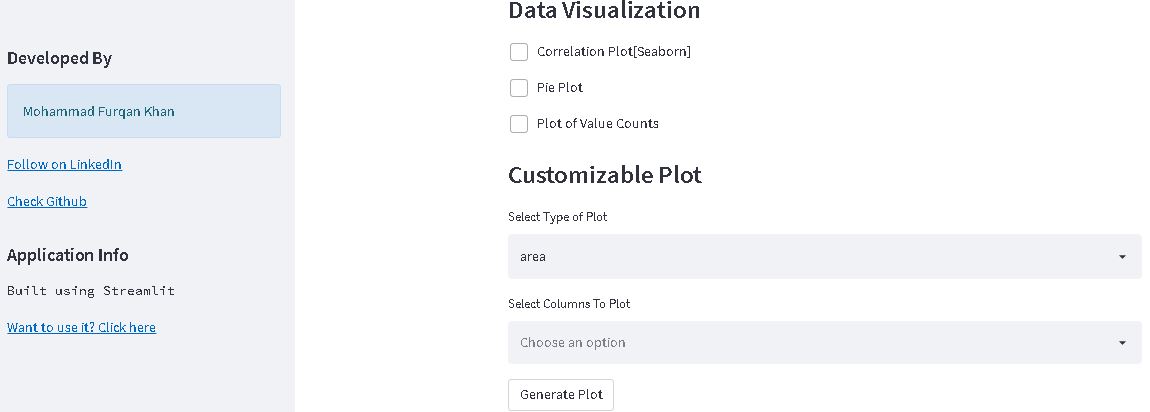 Developed By
Mohammad Furqan Khan
Follow on LinkedIn
Check Github
Application Info
Built using Streamlit
Want to use it? Click here
Data Visualization
Correlation Plot[Seaborn]
Pie Plot
Plot of Value Counts
Customizable Plot
Select Type of Plot
area
Select Columns To Plot
Choose an option
Generate Plot